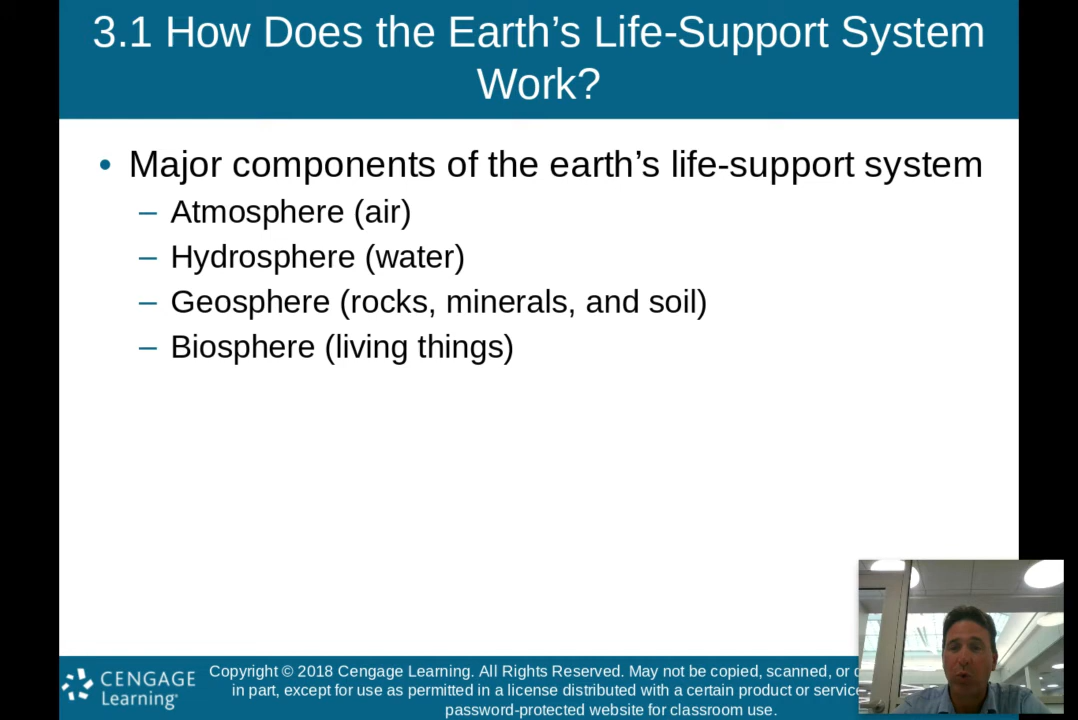 3.1 How Does the Earth’s Life-Support System
Work?
• Major components of the earth’s life-support system
– Atmosphere (air)
– Hydrosphere (water)
– Geosphere (rocks, minerals, and soil)
– Biosphere (living things)
CENGAGE
Learning
Copyright © 2018 Cengage Learning. All Rights Reserved. May not be copied, scanned, or
in part, except for use as permitted in a license distributed with a certain product or service
password-protected website for classroom use.